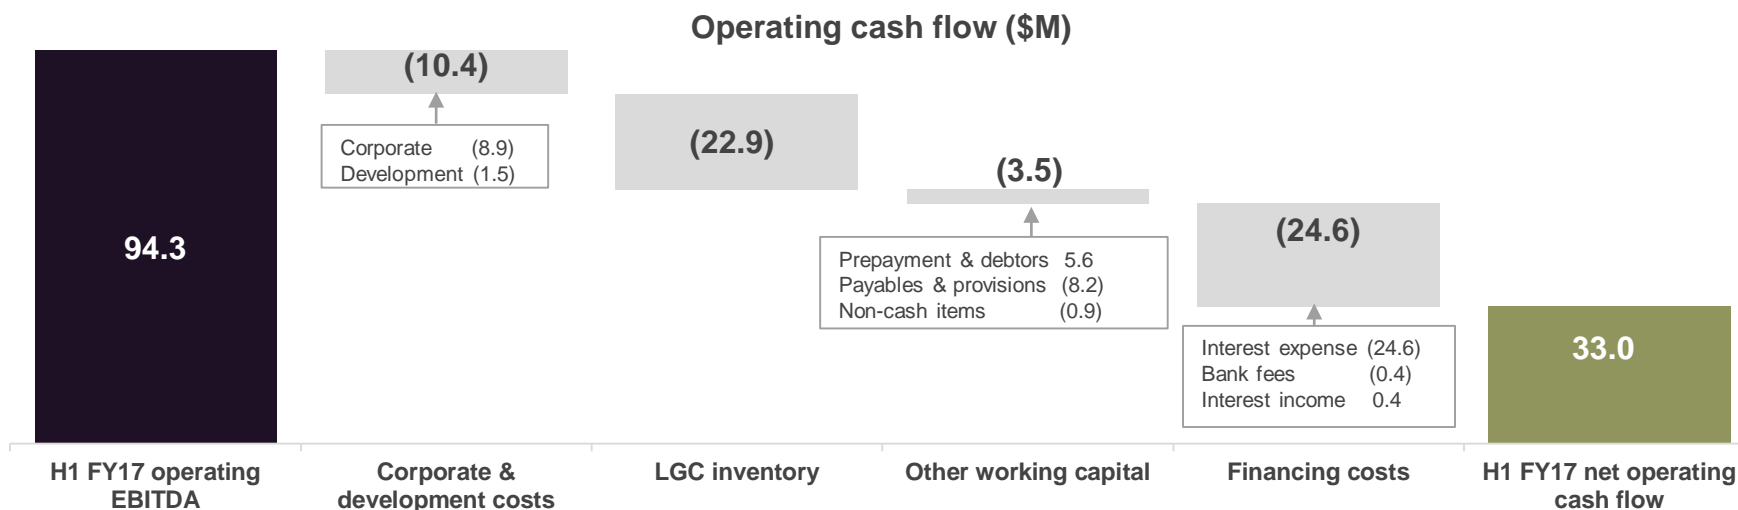 Operating cash flow ($M)
94.3
(10.4)
Corporate (8.9)
Development (1.5)
(22.9)
(3.5)
Prepayment & debtors 5.6
Payables & provisions (8.2)
Non-cash items (0.9)
(24.6)
Interest expense (24.6)
Bank fees (0.4)
Interest income 0.4
33.0
H1 FY17 operating
EBITDA
Corporate &
development costs
LGC inventory
Other working capital
Financing costs
H1 FY17 net operating
cash flow